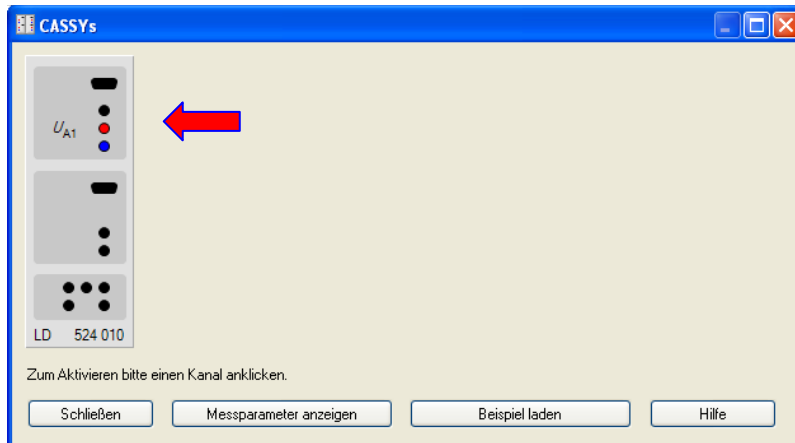 CASSYs
UA1
LD 524 010
Zum Aktivieren bitte einen Kanal anklicken.
Schließen Messparameter anzeigen Beispiel laden Hilfe